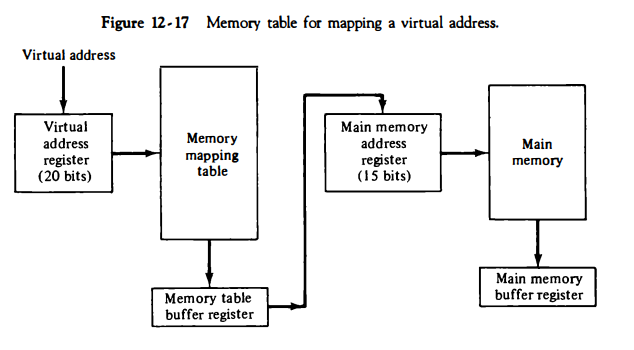 Figure 12-17 Memory table for mapping a virtual address.
Virtual address
Virtual
address
register
(20 bits)
Memory
mapping
table
Memory table
buffer register
Main memory
address
register
(15 bits)
Main
memory
Main memory
buffer register